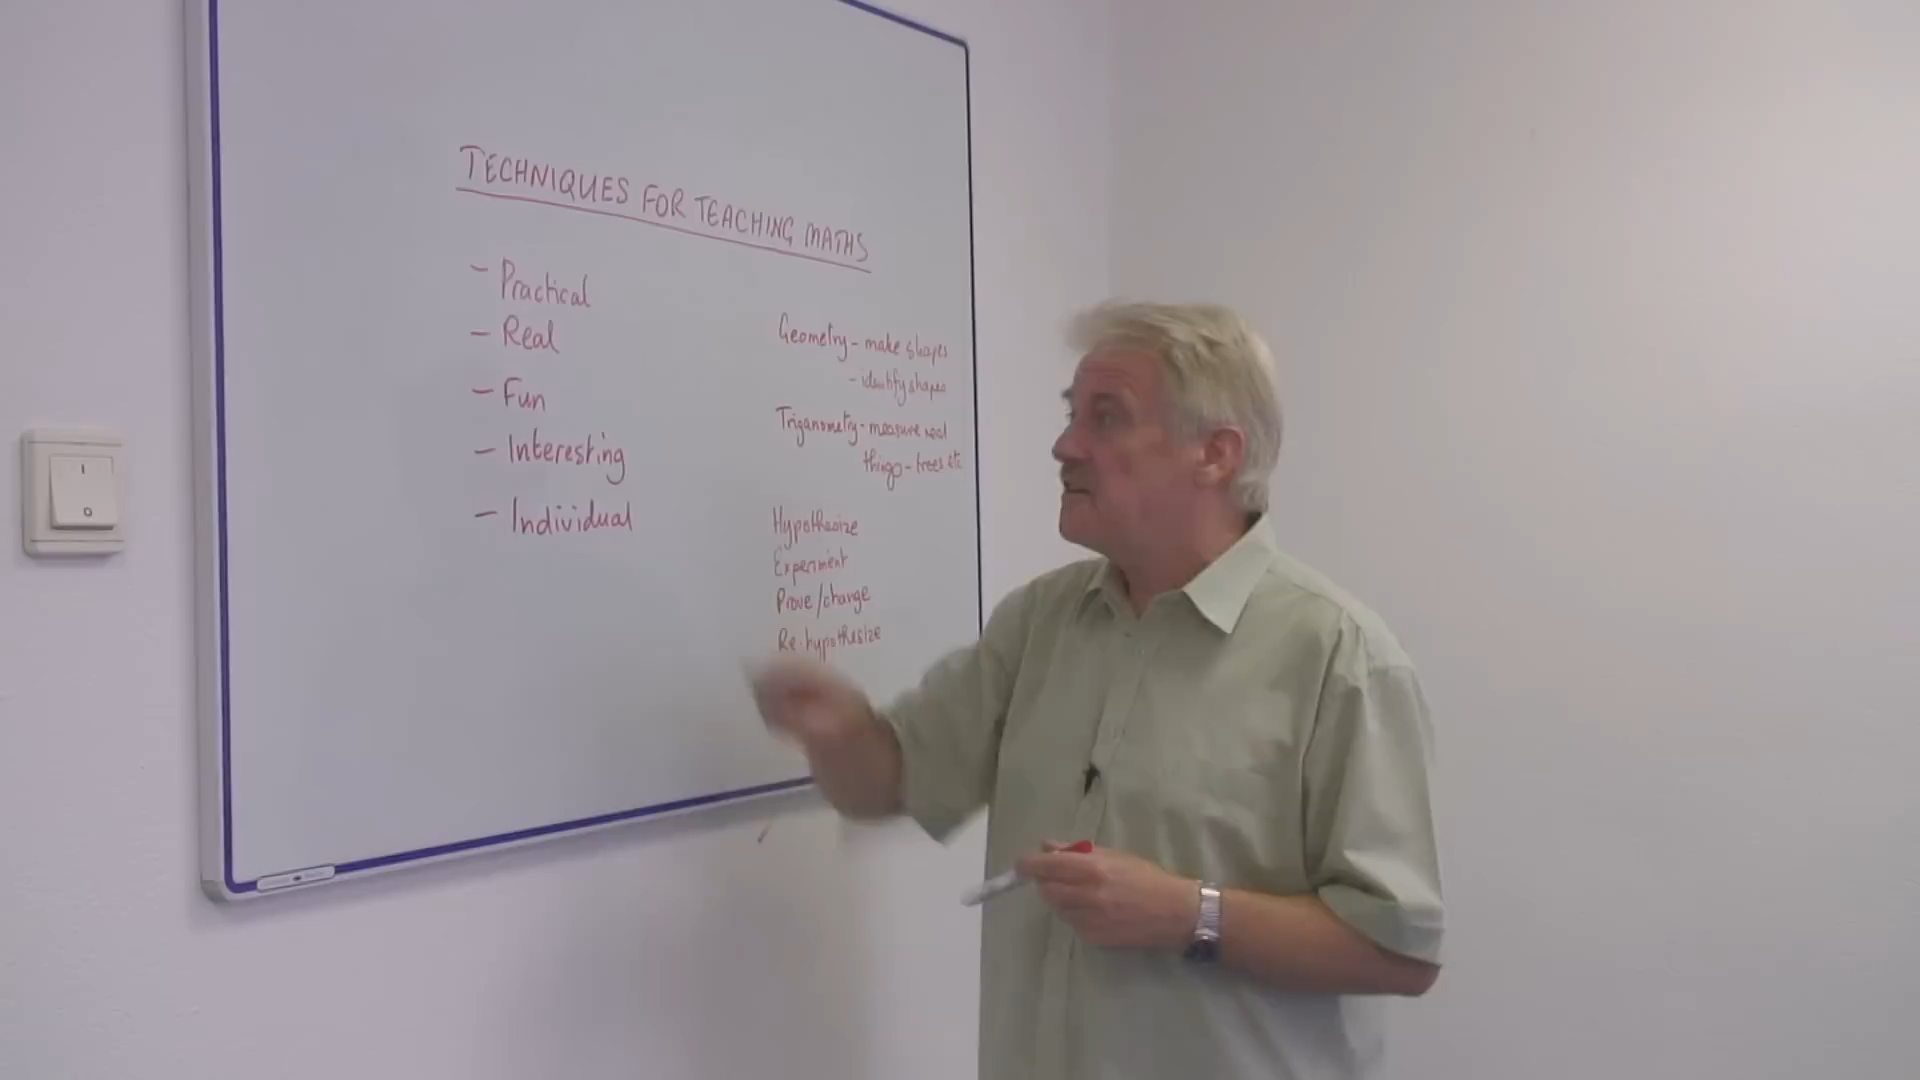 TECHNIQUES FOR TEACHING MATHS
- Practical
- Real
- Fun
- Interesting
- Individual
Geometry - make shapes
- identify shapes
Triganometry - measure real
things - trees etc
Hypothesize
Experiment
Prove/change
Re-hypothesize
I
O